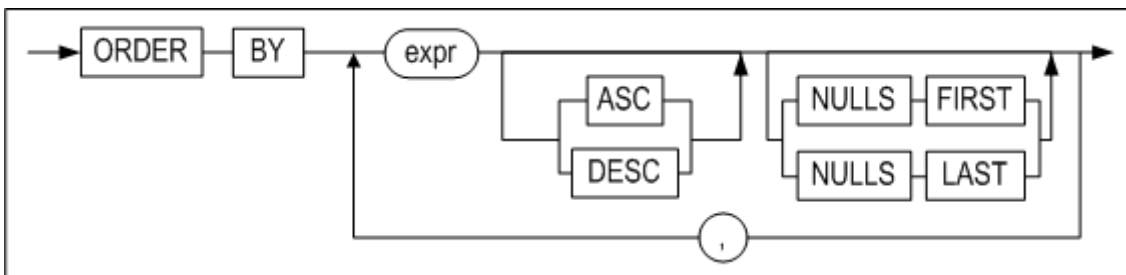 ORDER BY expr
ASC
DESC
NULLS FIRST
NULLS LAST
,